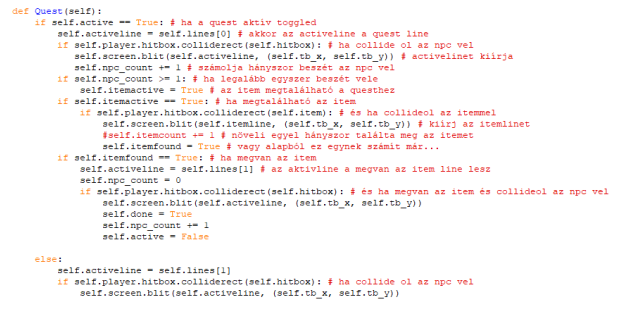 def Quest(self):
    if self.active == True: # ha a quest aktiv toggled
        self.activeline = self.lines[0] # akkor az activeline a quest line
        if self.player.hitbox.colliderect(self.hitbox): # ha collide ol az npc vel
            self.screen.blit(self.activeline, (self.tb_x, self.tb_y)) # activelinet kiírja
            self.npc_count += 1 # számolja hányszor beszét az npc vel
        if self.npc_count >= 1: # ha legalább egyszer beszét vele
            self.itemactive = True # az item megtalálható a questhez
        if self.itemactive == True: # ha megtalálható az item
            if self.player.hitbox.colliderect(self.item): # és ha collideol az itemmel
                self.screen.blit(self.itemline, (self.tb_x, self.tb_y)) # kiírj az itemlinet
                #self.itemcount += 1 # növeli egyel hányszor találta meg az itemet
                self.itemfound = True # vagy alapból ez egynek számit már...
        if self.itemfound == True: # ha megvan az item
            self.activeline = self.lines[1] # az aktivline a megvan az item line lesz
            self.npc_count = 0
            if self.player.hitbox.colliderect(self.hitbox): # és ha megvan az item és collideol az npc vel
                self.screen.blit(self.activeline, (self.tb_x, self.tb_y))
                self.done = True
                self.npc_count += 1
                self.active = False
    else:
        self.activeline = self.lines[1]
        if self.player.hitbox.colliderect(self.hitbox): # ha collide ol az npc vel
            self.screen.blit(self.activeline, (self.tb_x, self.tb_y))